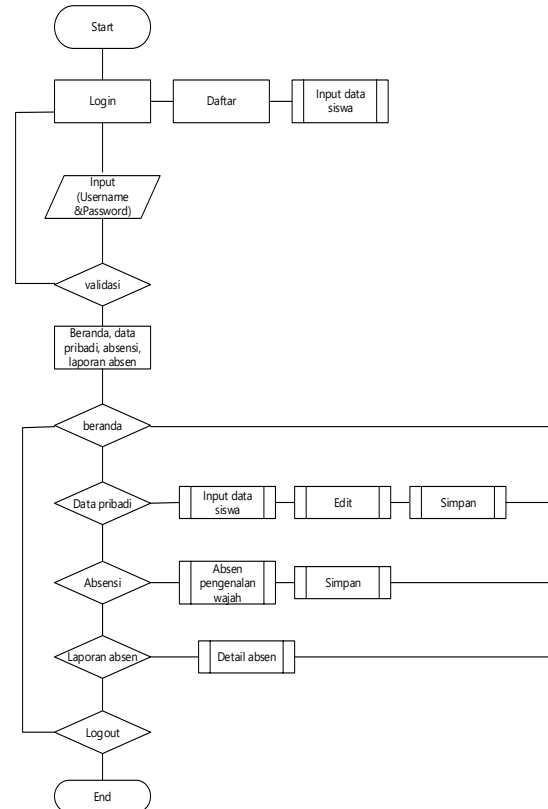 Start
Login
Daftar
Input data
siswa
Input
(Username
&Password)
validasi
Beranda, data
pribadi, absensi,
laporan absen
beranda
Data pribadi
Input data
siswa
Edit
Simpan
Absensi
Absen
pengenalan
wajah
Simpan
Laporan absen
Detail absen
Logout
End